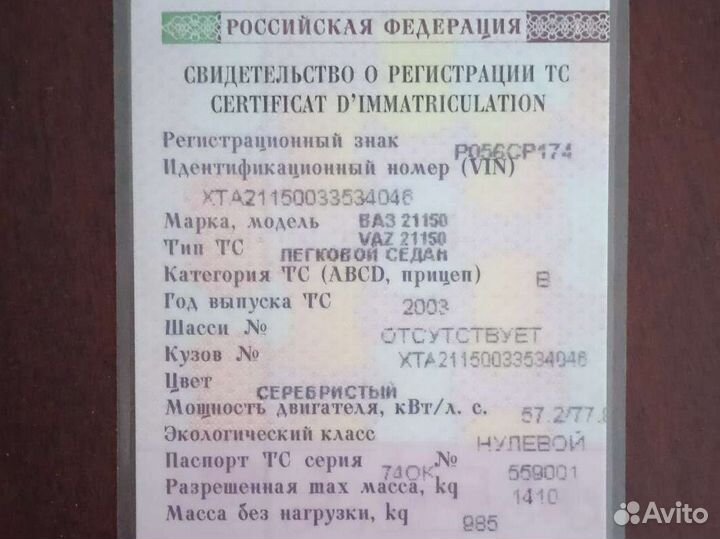 РОССИЙСКАЯ ФЕДЕРАЦИЯ
СВИДЕТЕЛЬСТВО О РЕГИСТРАЦИИ ТС
CERTIFICAT D'IMMATRICULATION
Регистрационный знак Р056СР174
Идентификационный номер (VIN)
ХТА21150033534046
Марка, модель ВАЗ 21150
VAZ 21150
Тип ТС ЛЕГКОВОЙ СЕДАН
Категория ТС (ABCD, прицеп) B
Год выпуска ТС 2003
Шасси № ОТСУТСТВУЕТ
Кузов № ХТА21150033534046
Цвет СЕРЕБРИСТЫЙ
Мощность двигателя, кВт/л. с. 57.2/77.8
Экологический класс НУЛЕВОЙ
Паспорт ТС серия 74ОК № 559001
Разрешенная max масса, kg 1410
Масса без нагрузки, kg 985
Avito